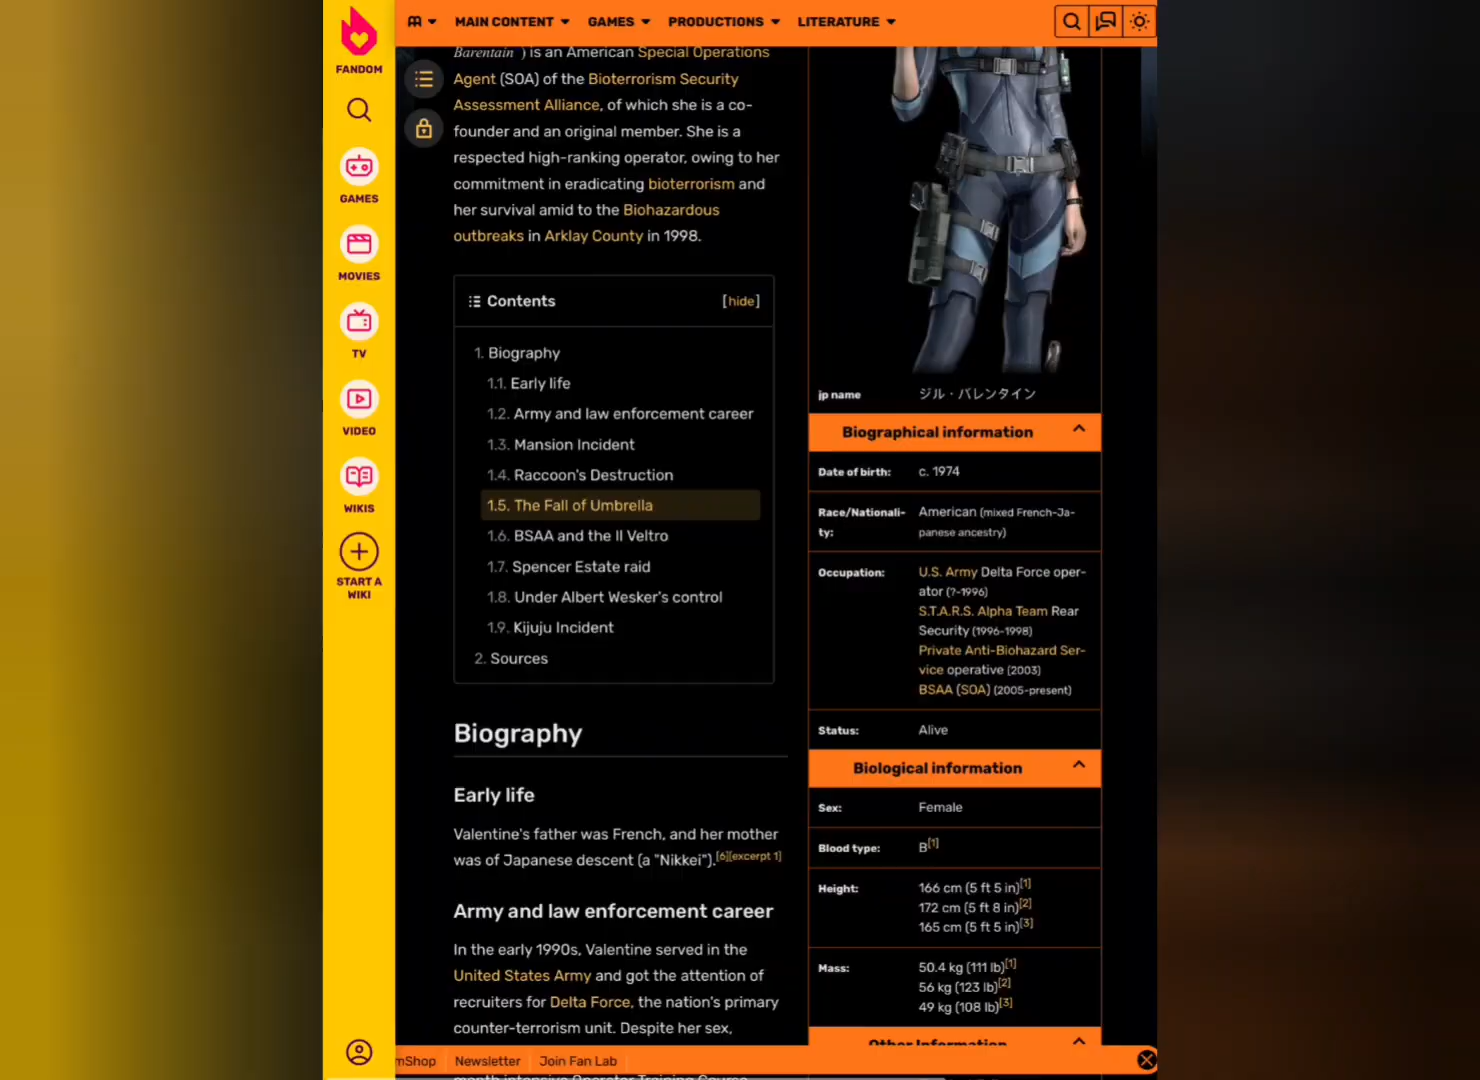 FANDOM
GAMES
MOVIES
TV
VIDEO
WIKIS
START A
WIKI
MAIN CONTENT
GAMES
PRODUCTIONS
LITERATURE
Barentain ) is an American Special Operations
Agent (SOA) of the Bioterrorism Security
Assessment Alliance, of which she is a co-
founder and an original member. She is a
respected high-ranking operator, owing to her
commitment in eradicating bioterrorism and
her survival amid to the Biohazardous
outbreaks in Arklay County in 1998.
Contents [hide]
1. Biography
1.1. Early life
1.2. Army and law enforcement career
1.3. Mansion Incident
1.4. Raccoon's Destruction
1.5. The Fall of Umbrella
1.6. BSAA and the Il Veltro
1.7. Spencer Estate raid
1.8. Under Albert Wesker's control
1.9. Kijuju Incident
2. Sources
Biography
Early life
Valentine's father was French, and her mother
was of Japanese descent (a "Nikkei").[6][excerpt 1]
Army and law enforcement career
In the early 1990s, Valentine served in the
United States Army and got the attention of
recruiters for Delta Force, the nation's primary
counter-terrorism unit. Despite her sex,
month intensive Operator Training Course
jp name ジル・バレンタイン
Biographical information
Date of birth: c. 1974
Race/Nationali- American (mixed French-Ja-
ty: panese ancestry)
Occupation: U.S. Army Delta Force oper-
ator (?-1996)
S.T.A.R.S. Alpha Team Rear
Security (1996-1998)
Private Anti-Biohazard Ser-
vice operative (2003)
BSAA (SOA) (2005-present)
Status: Alive
Biological information
Sex: Female
Blood type: B[1]
Height: 166 cm (5 ft 5 in)[1]
172 cm (5 ft 8 in)[2]
165 cm (5 ft 5 in)[3]
Mass: 50.4 kg (111 lb)[1]
56 kg (123 lb)[2]
49 kg (108 lb)[3]
Other Information
mShop
Newsletter
Join Fan Lab